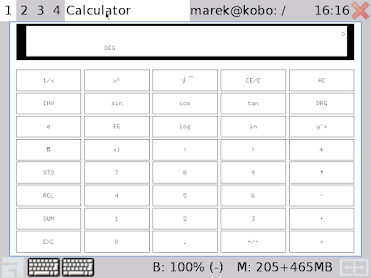 1 2 3 4 Calculator marek@kobo: / 16:16
0
DEG
1/x x² √‾ CE/C AC
INV sin cos tan DRG
e EE log ln y^x
π x! ( ) ÷
STO 7 8 9 *
RCL 4 5 6 -
SUM 1 2 3 +
EXC 0 . +/- =
B: 100% (-) M: 205+465MB